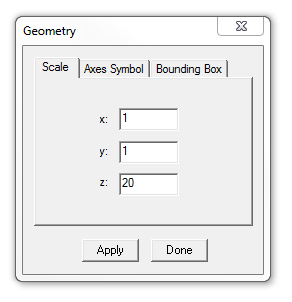 Geometry
Scale Axes Symbol Bounding Box
x: 1
y: 1
z: 20
Apply Done